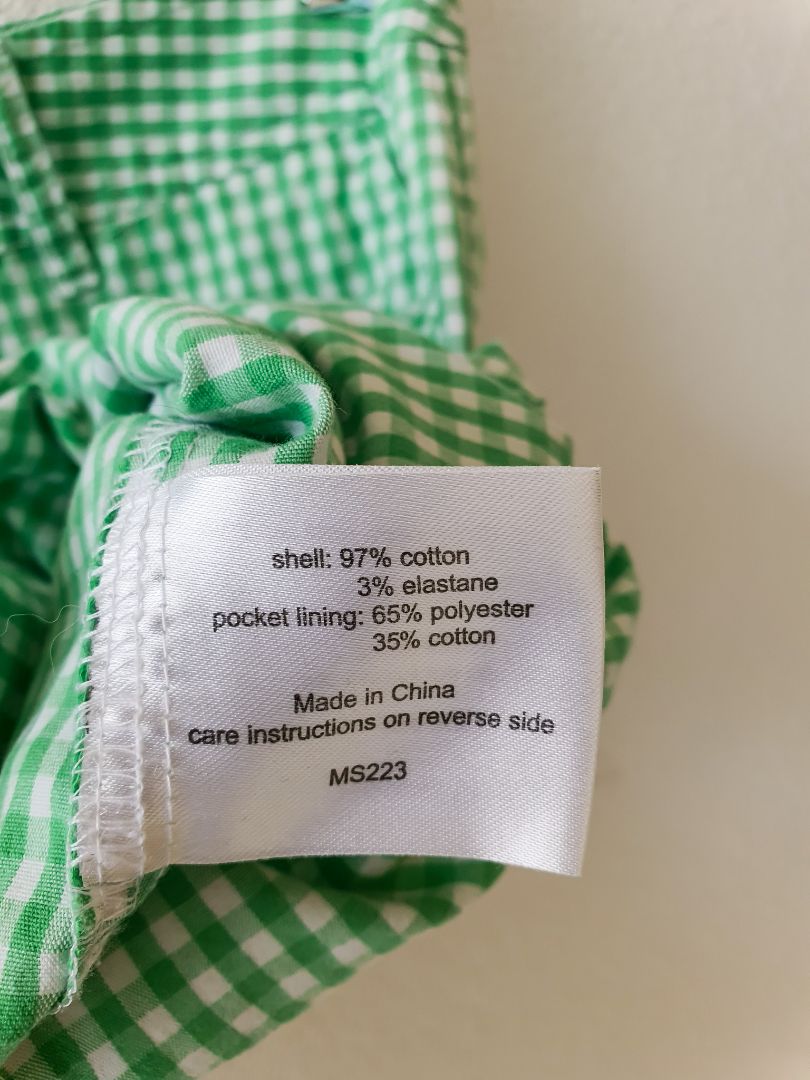 shell: 97% cotton
3% elastane
pocket lining: 65% polyester
35% cotton
Made in China
care instructions on reverse side
MS223